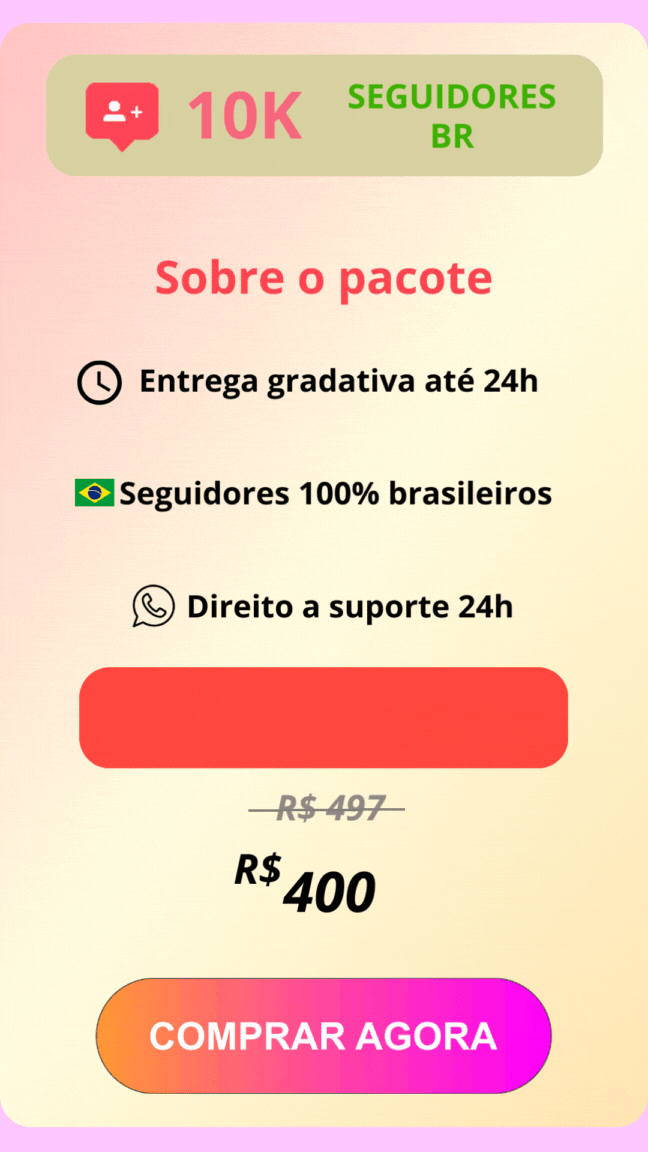 10K
SEGUIDORES
BR
Sobre o pacote
Entrega gradativa até 24h
Seguidores 100% brasileiros
Direito a suporte 24h
R$ 497
R$ 400
COMPRAR AGORA